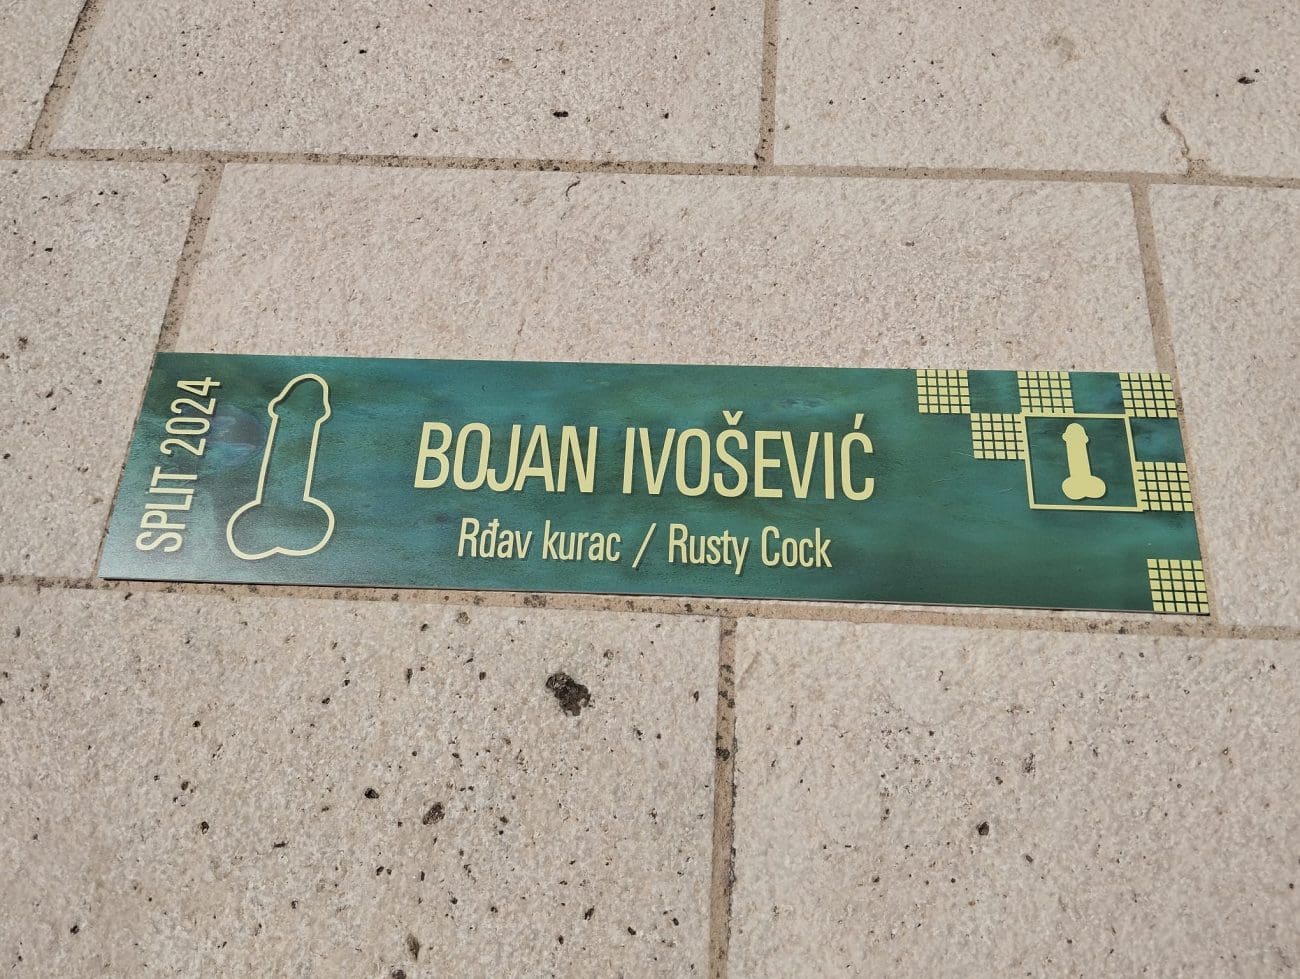 SPLIT 2024
BOJAN IVOŠEVIĆ
Rđav kurac / Rusty Cock